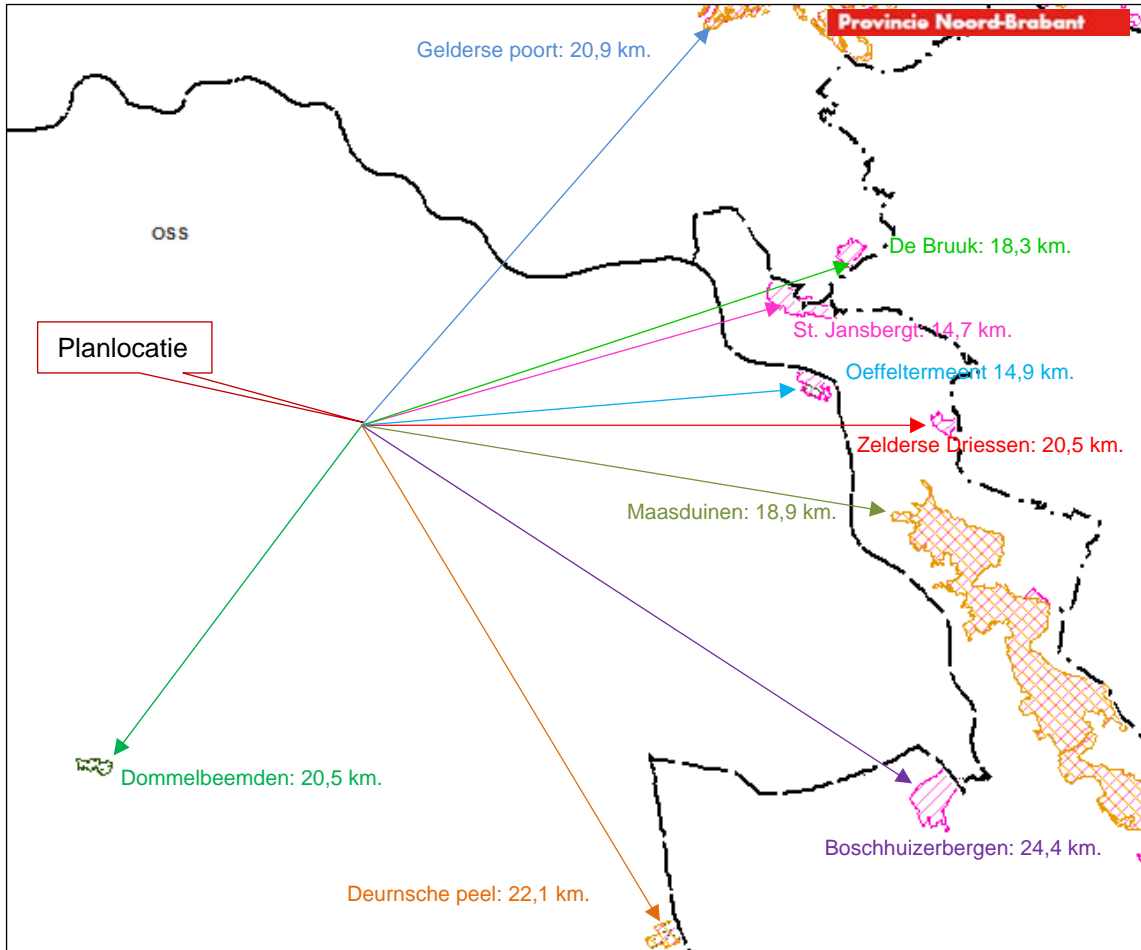 Provincie Noord-Brabant
Gelderse poort: 20,9 km.
OSS
De Bruuk: 18,3 km.
St. Jansbergt: 14,7 km.
Planlocatie
Oeffeltermeent 14,9 km.
Zelderse Driessen: 20,5 km.
Maasduinen: 18,9 km.
Dommelbeemden: 20,5 km.
Boschhuizerbergen: 24,4 km.
Deurnsche peel: 22,1 km.